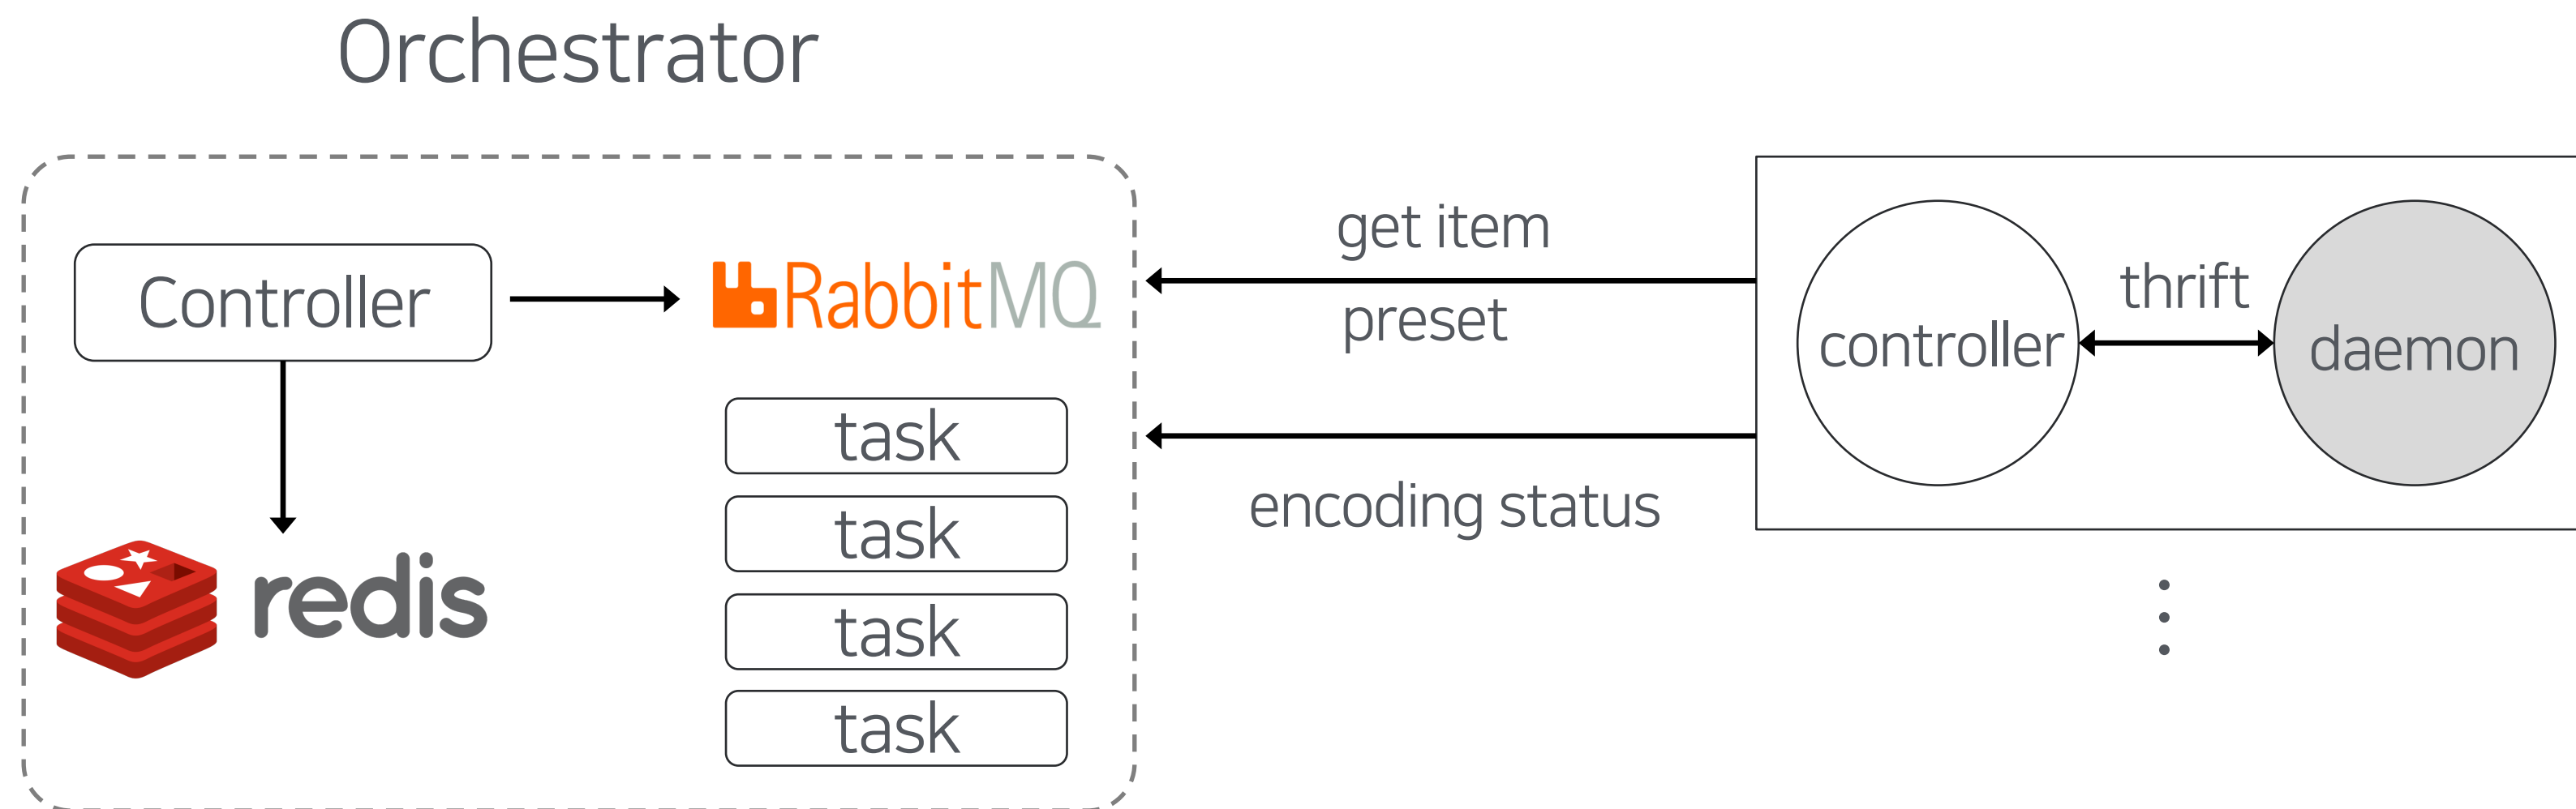 Orchestrator
Controller
RabbitMQ
redis
task
task
task
task
get item
preset
encoding status
controller
thrift
daemon